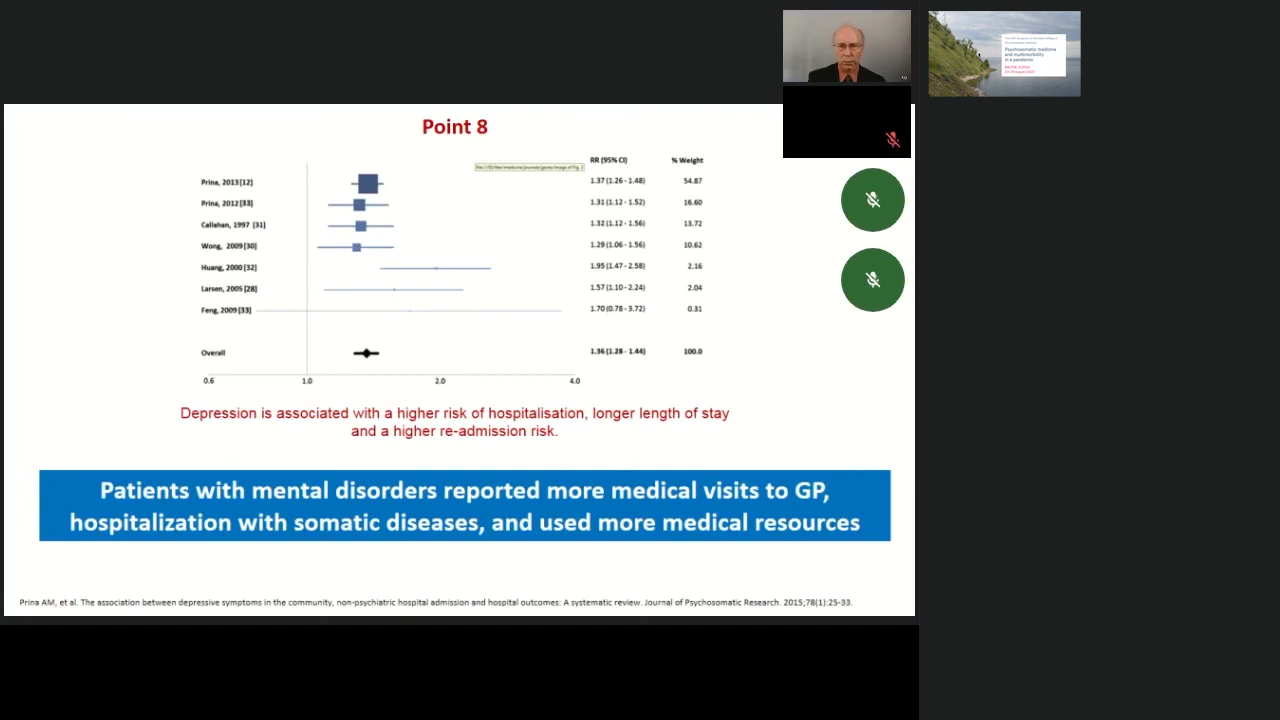 Psychosomatic medicine
and multimorbidity
in a pandemic
Point 8
RR (95% CI) % Weight
Prina, 2013[12] 1.37 (1.26 - 1.48) 54.87
Prina, 2012[33] 1.31 (1.12 - 1.52) 16.60
Callahan, 1997 [31] 1.32 (1.12 - 1.56) 13.72
Wong, 2009[30] 1.29 (1.06 - 1.56) 10.62
Huang, 2000[32] 1.95 (1.47 - 2.58) 2.16
Larsen, 2005[28] 1.57 (1.10 - 2.24) 2.04
Feng, 2009[33] 1.70 (0.78 - 3.72) 0.31
Overall 1.36 (1.28 - 1.44) 100.0
0.6 1.0 2.0 4.0
Depression is associated with a higher risk of hospitalisation, longer length of stay
and a higher re-admission risk.
Patients with mental disorders reported more medical visits to GP,
hospitalization with somatic diseases, and used more medical resources
Prina AM, et al. The association between depressive symptoms in the community, non-psychiatric hospital admission and hospital outcomes: A systematic review. Journal of Psychosomatic Research. 2015;78(1):25-33.